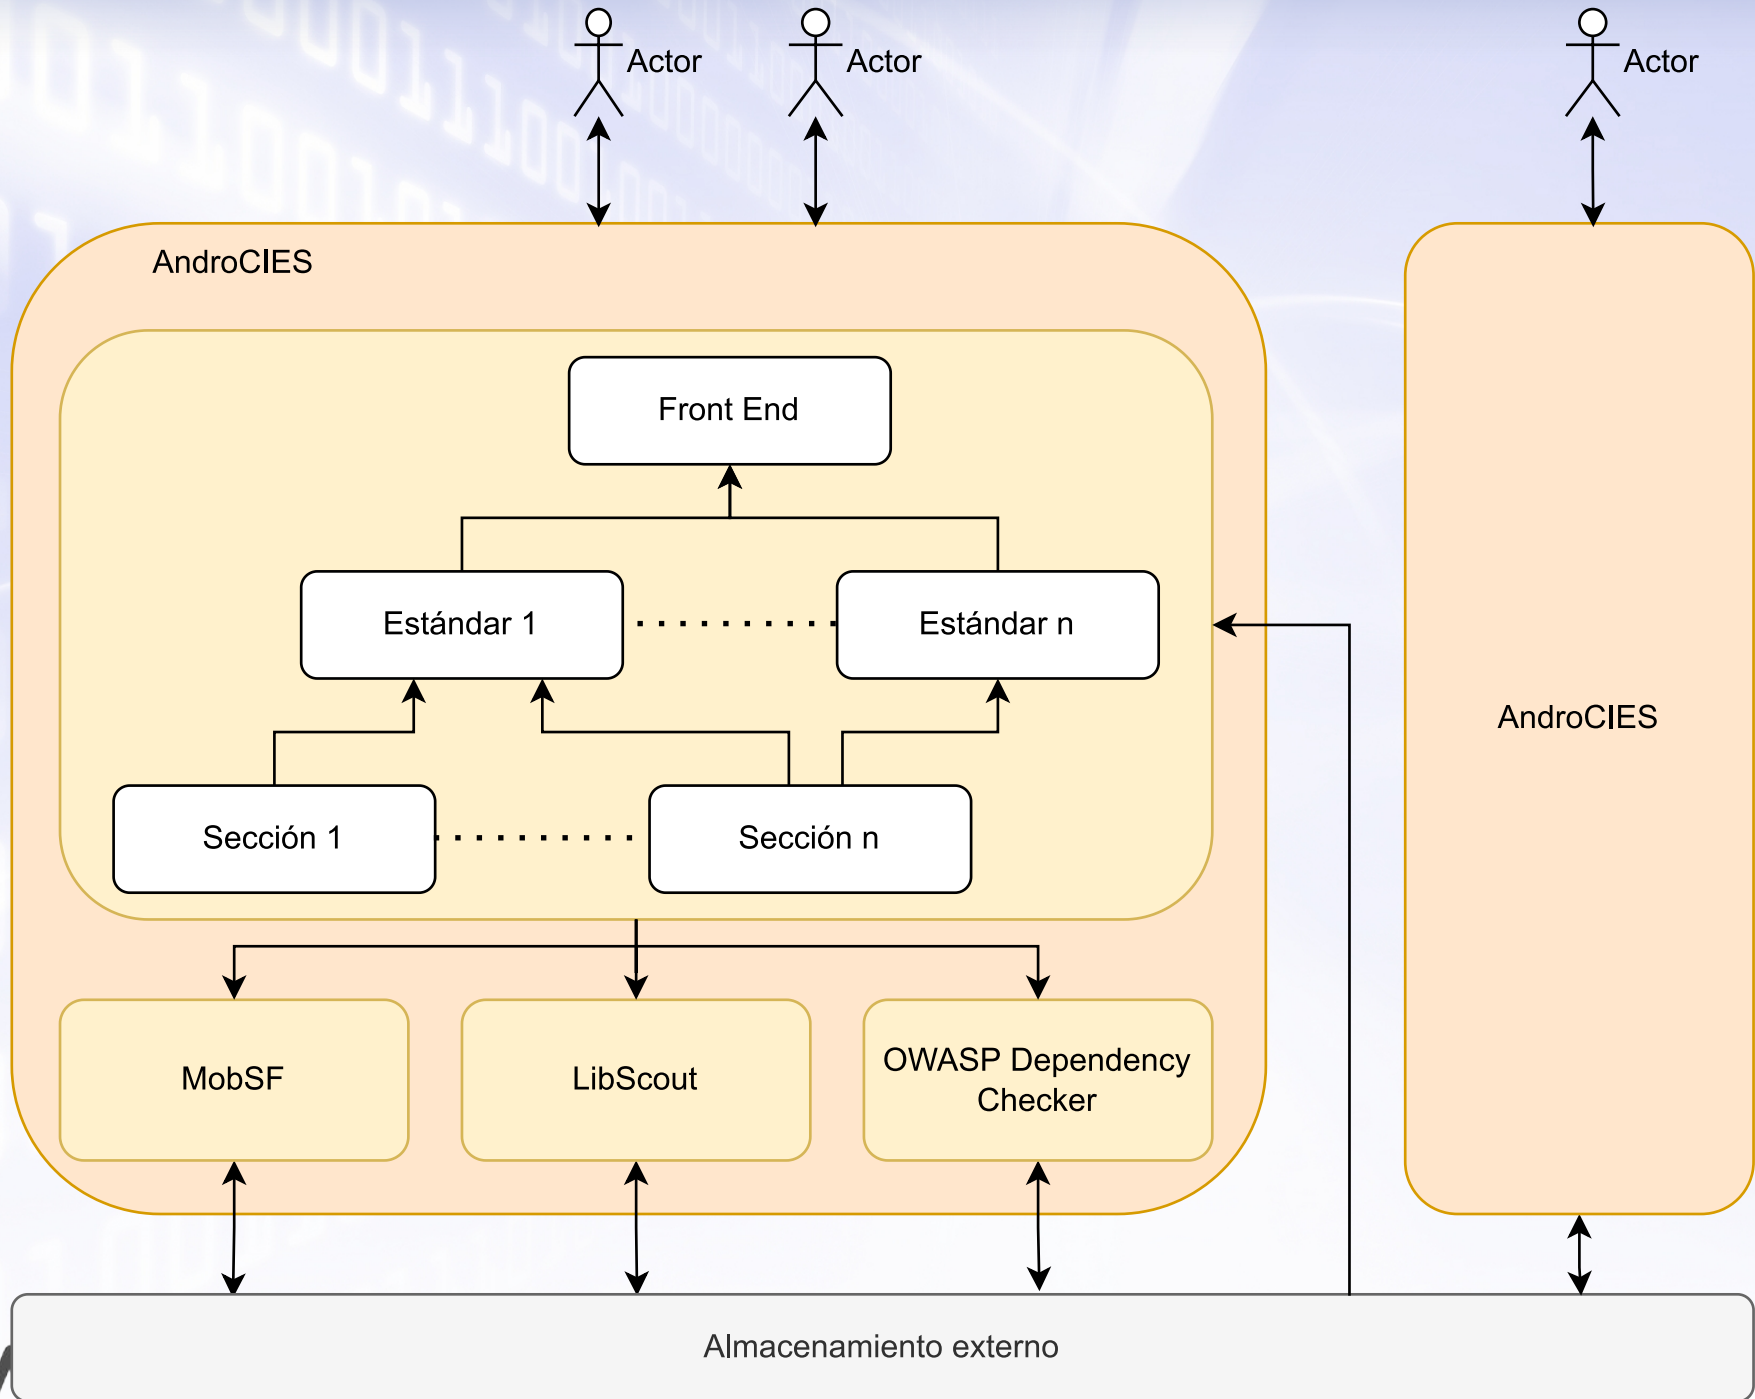 Actor
Actor
Actor
AndroCIES
Front End
Estándar 1
Estándar n
Sección 1
Sección n
AndroCIES
MobSF
LibScout
OWASP Dependency
Checker
Almacenamiento externo